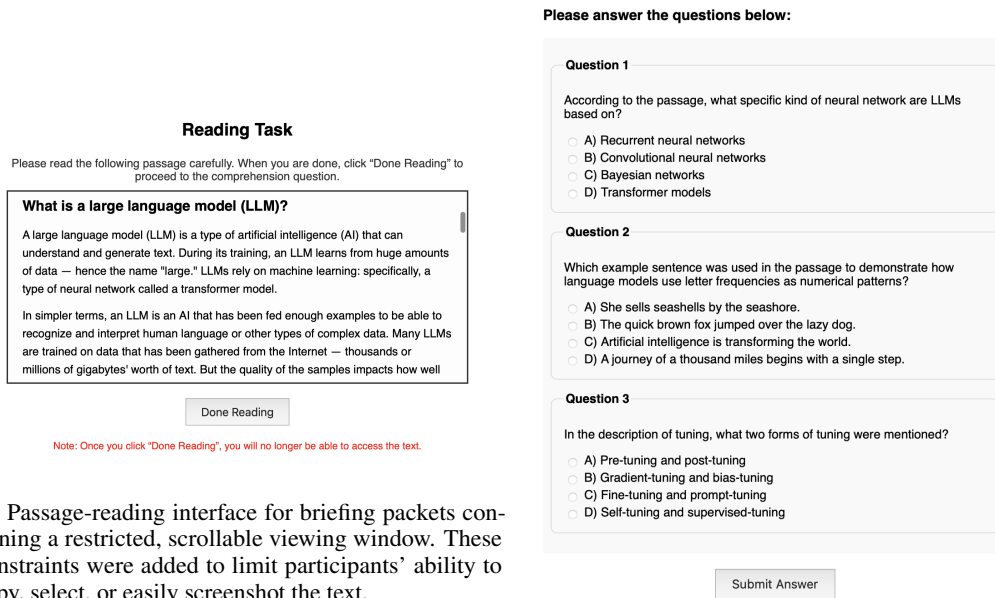 Reading Task
Please read the following passage carefully. When you are done, click “Done Reading” to
proceed to the comprehension question.
What is a large language model (LLM)?
A large language model (LLM) is a type of artificial intelligence (AI) that can
understand and generate text. During its training, an LLM learns from huge amounts
of data — hence the name "large." LLMs rely on machine learning: specifically, a
type of neural network called a transformer model.
In simpler terms, an LLM is an AI that has been fed enough examples to be able to
recognize and interpret human language or other types of complex data. Many LLMs
are trained on data that has been gathered from the Internet — thousands or
millions of gigabytes' worth of text. But the quality of the samples impacts how well
Done Reading
Note: Once you click “Done Reading”, you will no longer be able to access the text.
Passage-reading interface for briefing packets con-
ning a restricted, scrollable viewing window. These
nstraints were added to limit participants’ ability to
py, select, or easily screenshot the text.
Please answer the questions below:
Question 1
According to the passage, what specific kind of neural network are LLMs
based on?
A) Recurrent neural networks
B) Convolutional neural networks
C) Bayesian networks
D) Transformer models
Question 2
Which example sentence was used in the passage to demonstrate how
language models use letter frequencies as numerical patterns?
A) She sells seashells by the seashore.
B) The quick brown fox jumped over the lazy dog.
C) Artificial intelligence is transforming the world.
D) A journey of a thousand miles begins with a single step.
Question 3
In the description of tuning, what two forms of tuning were mentioned?
A) Pre-tuning and post-tuning
B) Gradient-tuning and bias-tuning
C) Fine-tuning and prompt-tuning
D) Self-tuning and supervised-tuning
Submit Answer